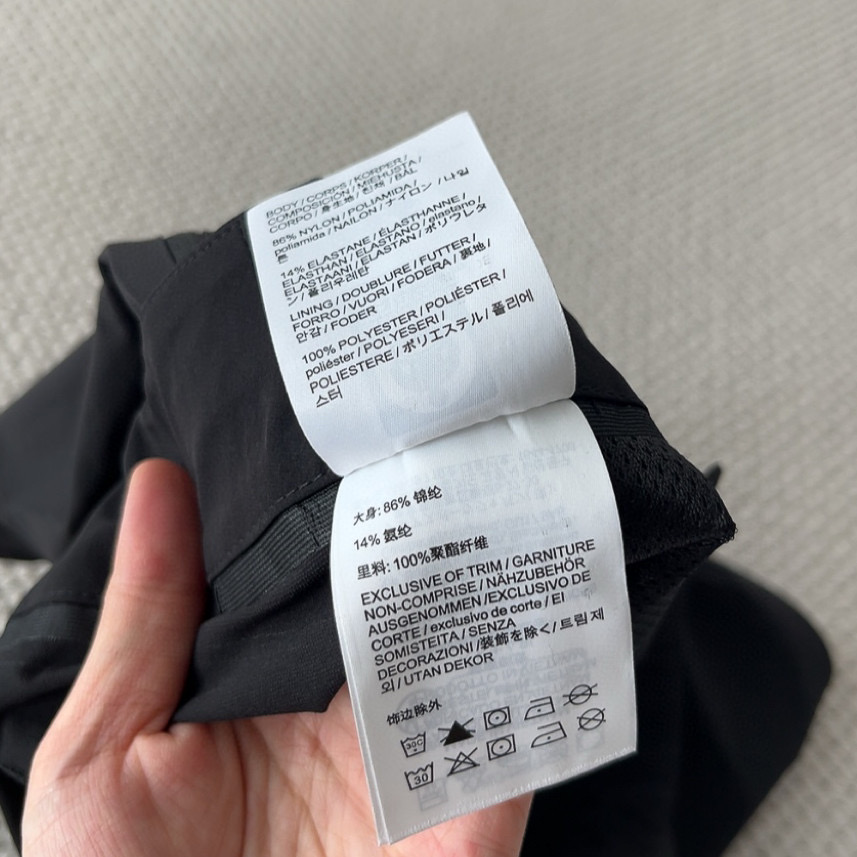 BODY / CORPS / KÖRPER /
COMPOSICIÓN / MIEHUSTA /
CORPO / 身生地 / 겉감 / BÅL
86% NYLON / POLIAMIDA /
poliamida / NAILON / ナイロン / 나일
론
14% ELASTANE / ÉLASTHANNE /
ELASTHAN / ELASTANO / elastano /
ELASTAANI / ELASTAN / ポリウレタ
ン / 폴리우레탄
LINING / DOUBLURE / FUTTER /
FORRO / VUORI / FODERA / 裏地 /
안감 / FODER
100% POLYESTER / POLIÉSTER /
poliéster / POLYESERI /
POLIESTERE / ポリエステル / 폴리에
스터
大身: 86% 锦纶
14% 氨纶
里料: 100%聚酯纤维
EXCLUSIVE OF TRIM / GARNITURE
NON-COMPRISE / NÄHZUBEHÖR
AUSGENOMMEN /EXCLUSIVO DE
CORTE / exclusivo de corte / EI
SOMISTEITA / SENZA
DECORAZIONI /装飾を除く/ 트림 제
외 / UTAN DEKOR
饰边除外
30C
30